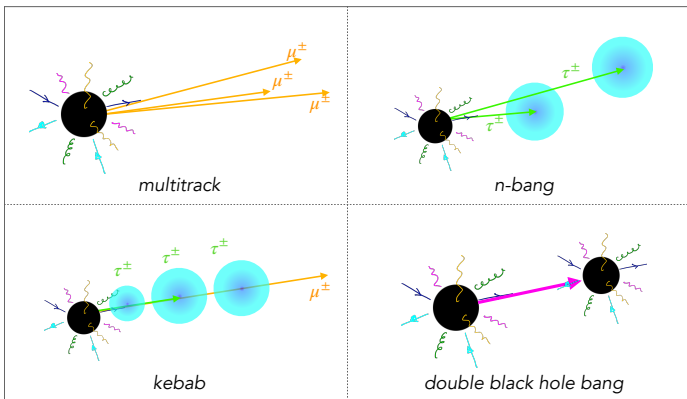 μ±
μ±
μ±
multitrack
τ±
τ±
n-bang
τ±
τ±
τ±
μ±
kebab
double black hole bang